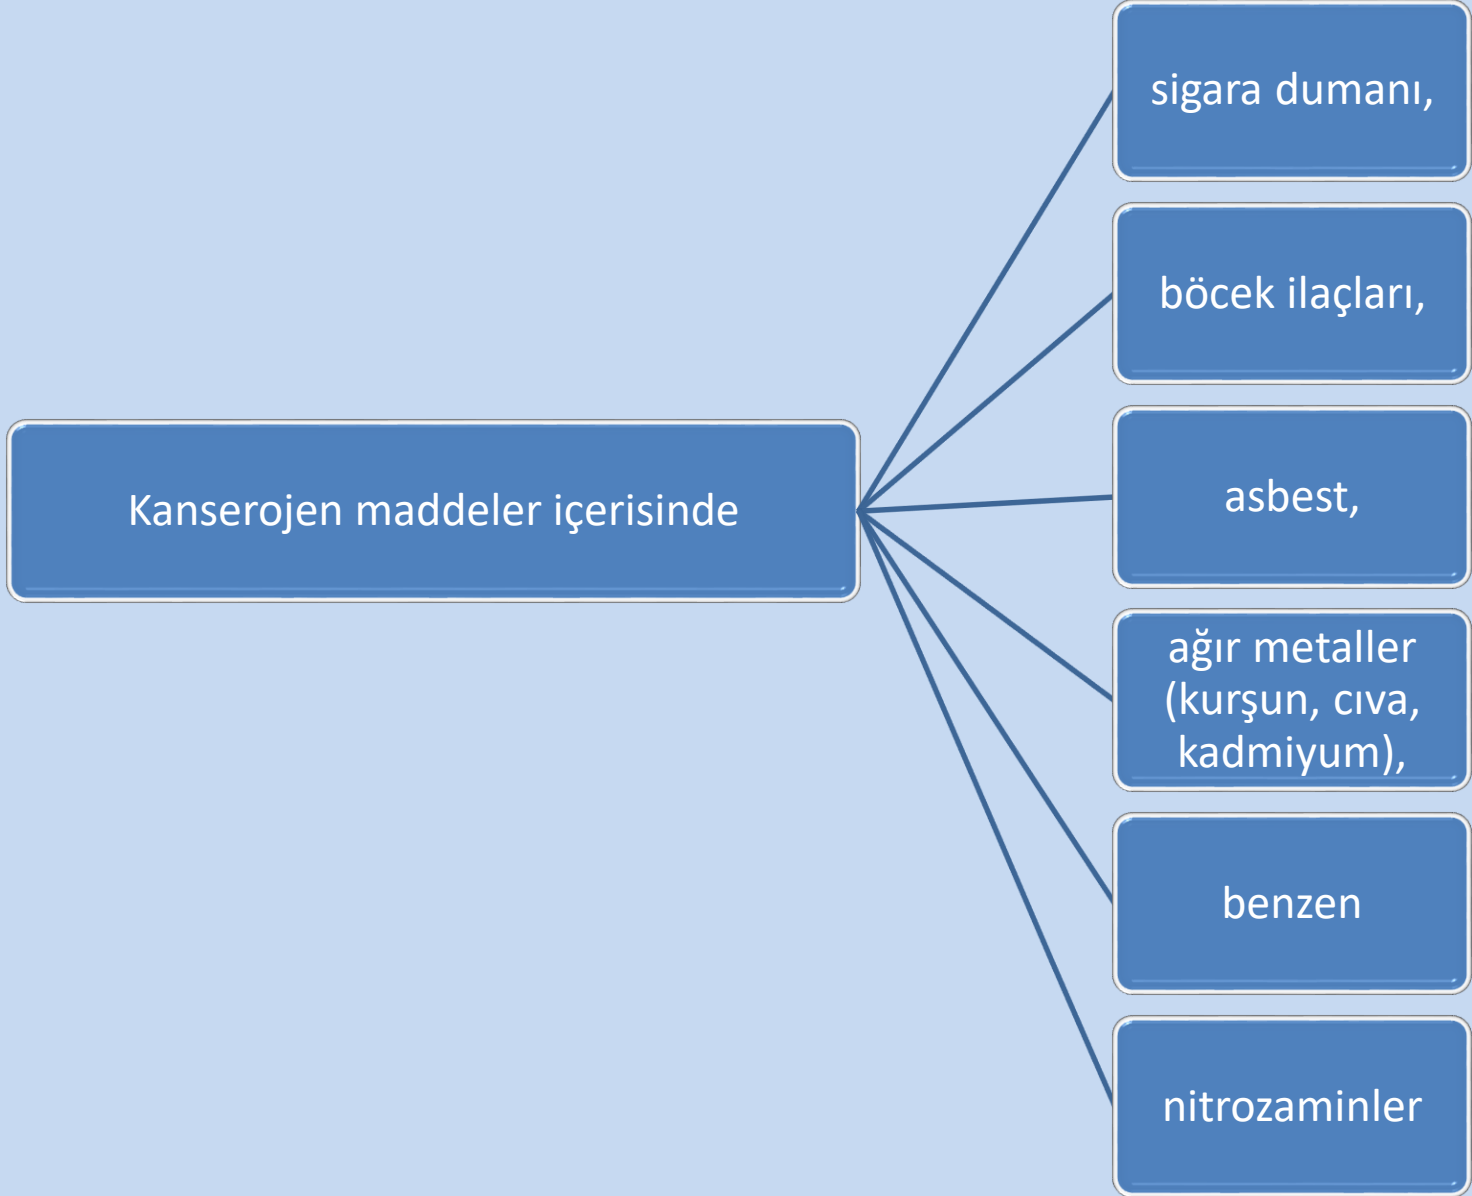 Kanserojen maddeler içerisinde
sigara dumanı,
böcek ilaçları,
asbest,
ağır metaller
(kurşun, cıva,
kadmiyum),
benzen
nitrozaminler